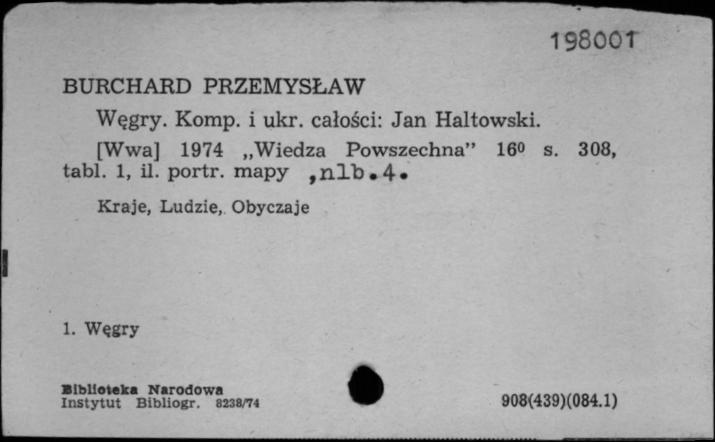 198001
BURCHARD PRZEMYSŁAW
Węgry. Komp. i ukr. całości: Jan Haltowski.
[Wwa] 1974 „Wiedza Powszechna” 16⁰ s. 308,
tabl. 1, il. portr. mapy ,nlb.4.
Kraje, Ludzie, Obyczaje
1. Węgry
Biblioteka Narodowa
Instytut Bibliogr. 8238/74
908(439)(084.1)